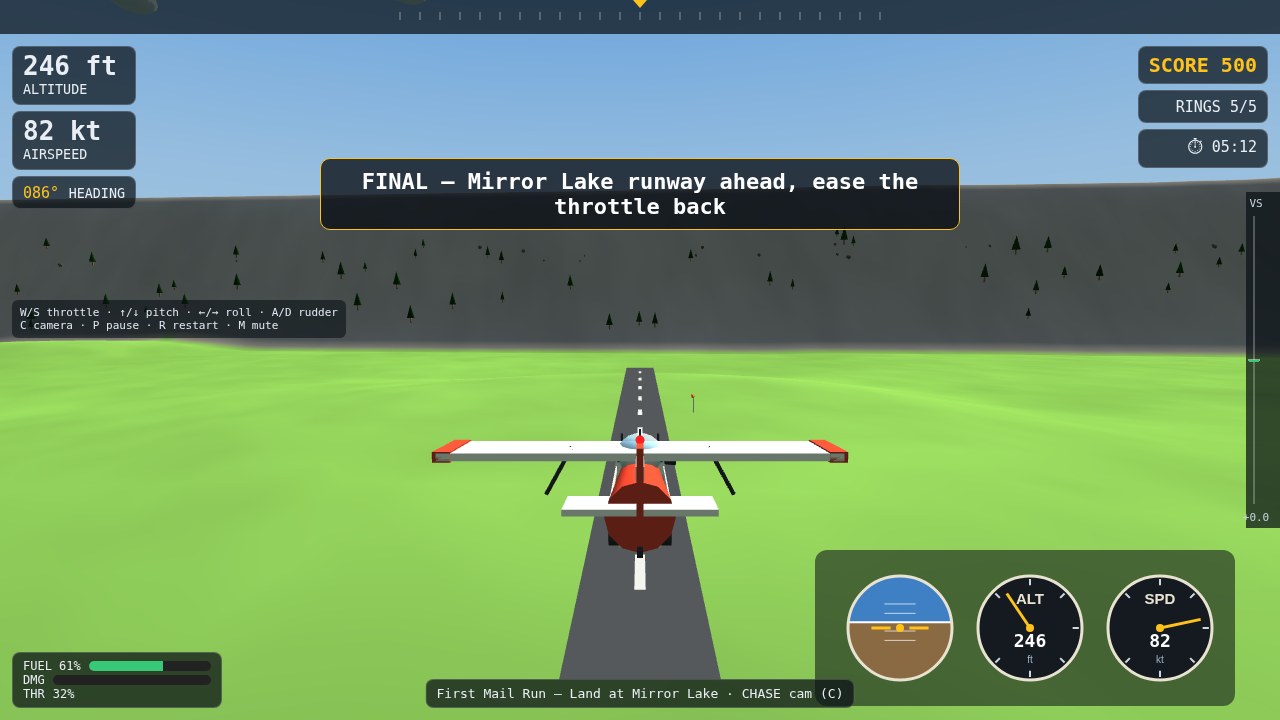 246 ft
ALTITUDE
82 kt
AIRSPEED
086° HEADING
SCORE 500
RINGS 5/5
⏱ 05:12
FINAL — Mirror Lake runway ahead, ease the
throttle back
VS
+0.0
W/S throttle · ↑/↓ pitch · ←/→ roll · A/D rudder
C camera · P pause · R restart · M mute
ALT
246
ft
SPD
82
kt
FUEL 61%
DMG
THR 32%
First Mail Run — Land at Mirror Lake · CHASE cam (C)